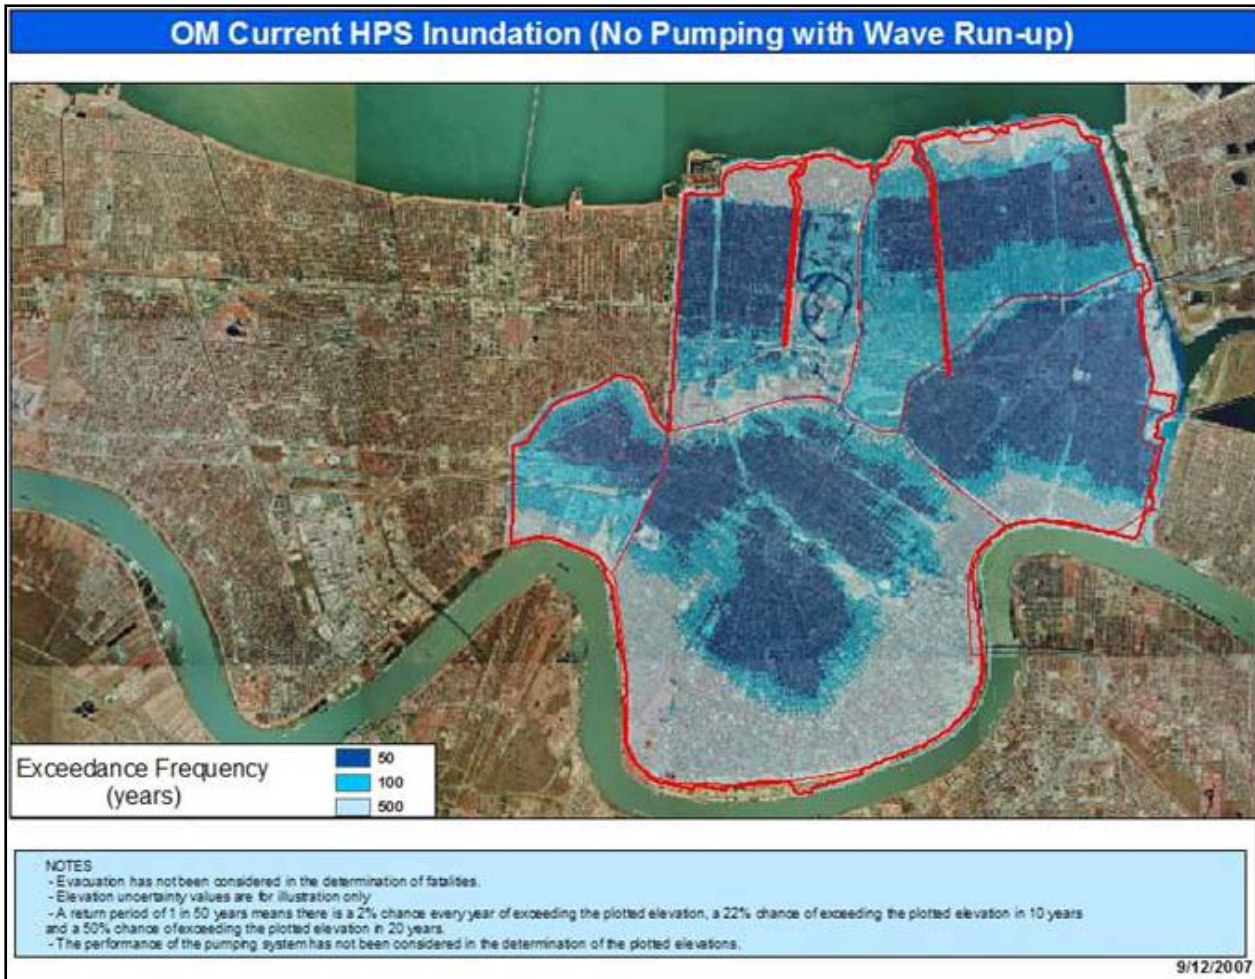 OM Current HPS Inundation (No Pumping with Wave Run-up)
Exceedance Frequency
(years)
50
100
500
NOTES
- Evacuation has not been considered in the determination of fatalities.
- Elevation uncertainty values are for illustration only
- A return period of 1 in 50 years means there is a 2% chance every year of exceeding the plotted elevation, a 22% chance of exceeding the plotted elevation in 10 years
and a 50% chance of exceeding the plotted elevation in 20 years.
- The performance of the pumping system has not been considered in the determination of the plotted elevations.
9/12/2007